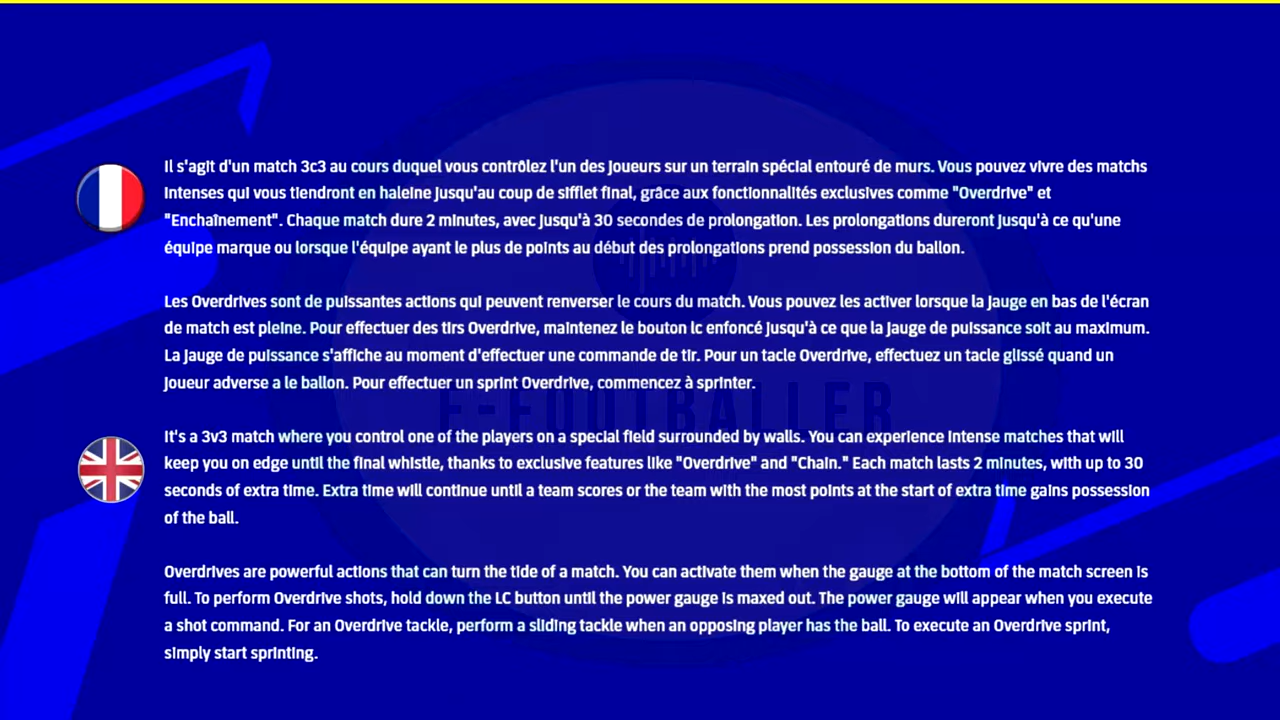 Il s'agit d'un match 3c3 au cours duquel vous contrôlez l'un des joueurs sur un terrain spécial entouré de murs. Vous pouvez vivre des matchs
intenses qui vous tiendront en haleine jusqu'au coup de sifflet final, grâce aux fonctionnalités exclusives comme "Overdrive" et
"Enchaînement". Chaque match dure 2 minutes, avec jusqu'à 30 secondes de prolongation. Les prolongations dureront jusqu'à ce qu'une
équipe marque ou lorsque l'équipe ayant le plus de points au début des prolongations prend possession du ballon.
Les Overdrives sont de puissantes actions qui peuvent renverser le cours du match. Vous pouvez les activer lorsque la jauge en bas de l'écran
de match est pleine. Pour effectuer des tirs Overdrive, maintenez le bouton lc enfoncé jusqu'à ce que la jauge de puissance soit au maximum.
La jauge de puissance s'affiche au moment d'effectuer une commande de tir. Pour un tacle Overdrive, effectuez un tacle glissé quand un
joueur adverse a le ballon. Pour effectuer un sprint Overdrive, commencez à sprinter.
E-FOOTBALLER
It's a 3v3 match where you control one of the players on a special field surrounded by walls. You can experience intense matches that will
keep you on edge until the final whistle, thanks to exclusive features like "Overdrive" and "Chain." Each match lasts 2 minutes, with up to 30
seconds of extra time. Extra time will continue until a team scores or the team with the most points at the start of extra time gains possession
of the ball.
Overdrives are powerful actions that can turn the tide of a match. You can activate them when the gauge at the bottom of the match screen is
full. To perform Overdrive shots, hold down the LC button until the power gauge is maxed out. The power gauge will appear when you execute
a shot command. For an Overdrive tackle, perform a sliding tackle when an opposing player has the ball. To execute an Overdrive sprint,
simply start sprinting.